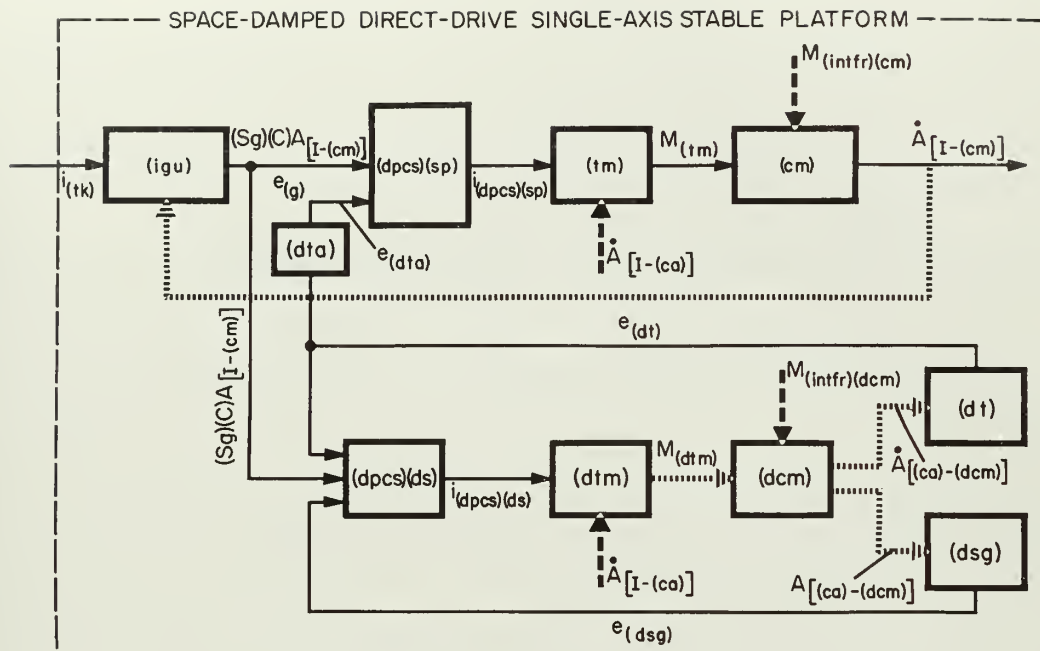 SPACE-DAMPED DIRECT-DRIVE SINGLE-AXIS STABLE PLATFORM
M(intfr)(cm)
(Sg)(C)A[I-(cm)]
Ȧ[I-(cm)]
(igu)
(dpcs)(sp)
(tm)
M(tm)
(cm)
i(tk)
e(g)
i(dpcs)(sp)
(dta)
e(dta)
Ȧ[I-(ca)]
e(dt)
(Sg)(C)A[I-(cm)]
M(intfr)(dcm)
(dt)
Ȧ[(ca)-(dcm)]
(dpcs)(ds)
i(dpcs)(ds)
(dtm)
M(dtm)
(dcm)
(dsg)
Ȧ[I-(ca)]
A[(ca)-(dcm)]
e(dsg)